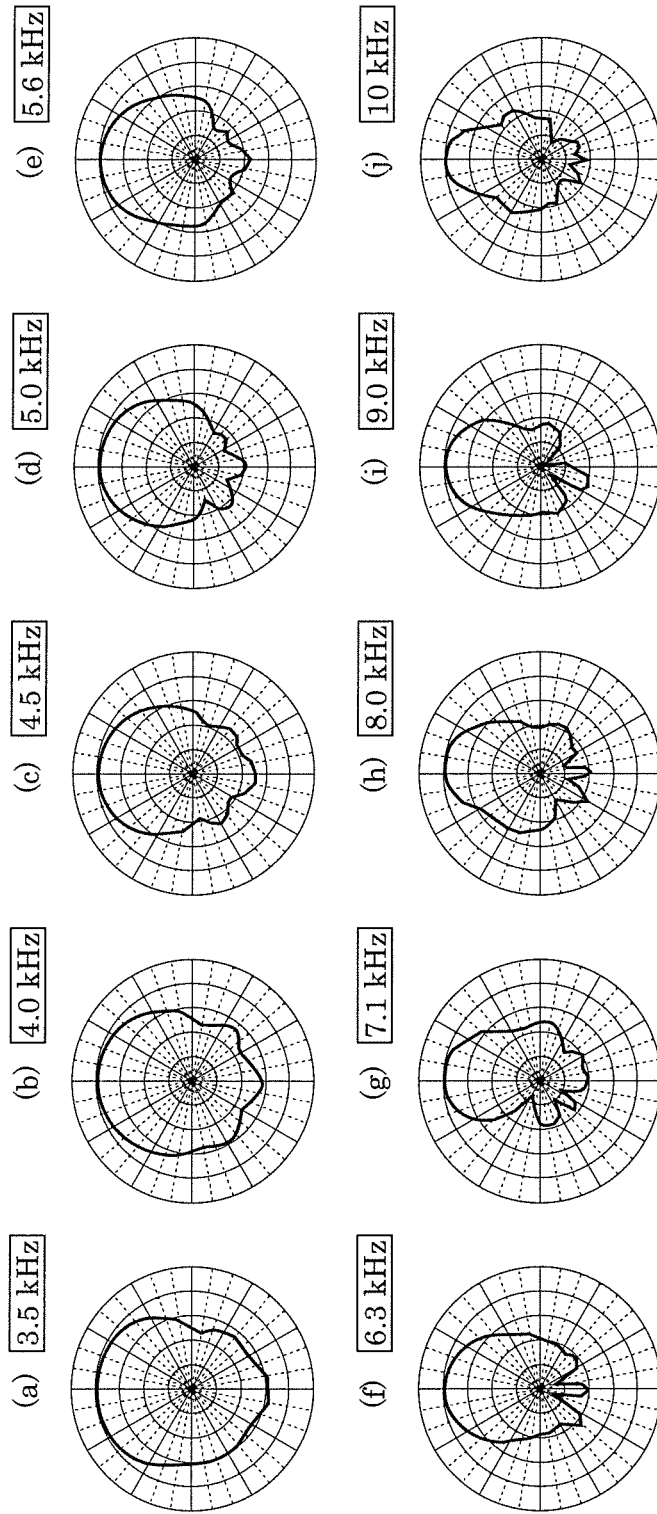 (a) 3.5 kHz
(b) 4.0 kHz
(c) 4.5 kHz
(d) 5.0 kHz
(e) 5.6 kHz
(f) 6.3 kHz
(g) 7.1 kHz
(h) 8.0 kHz
(i) 9.0 kHz
(j) 10 kHz